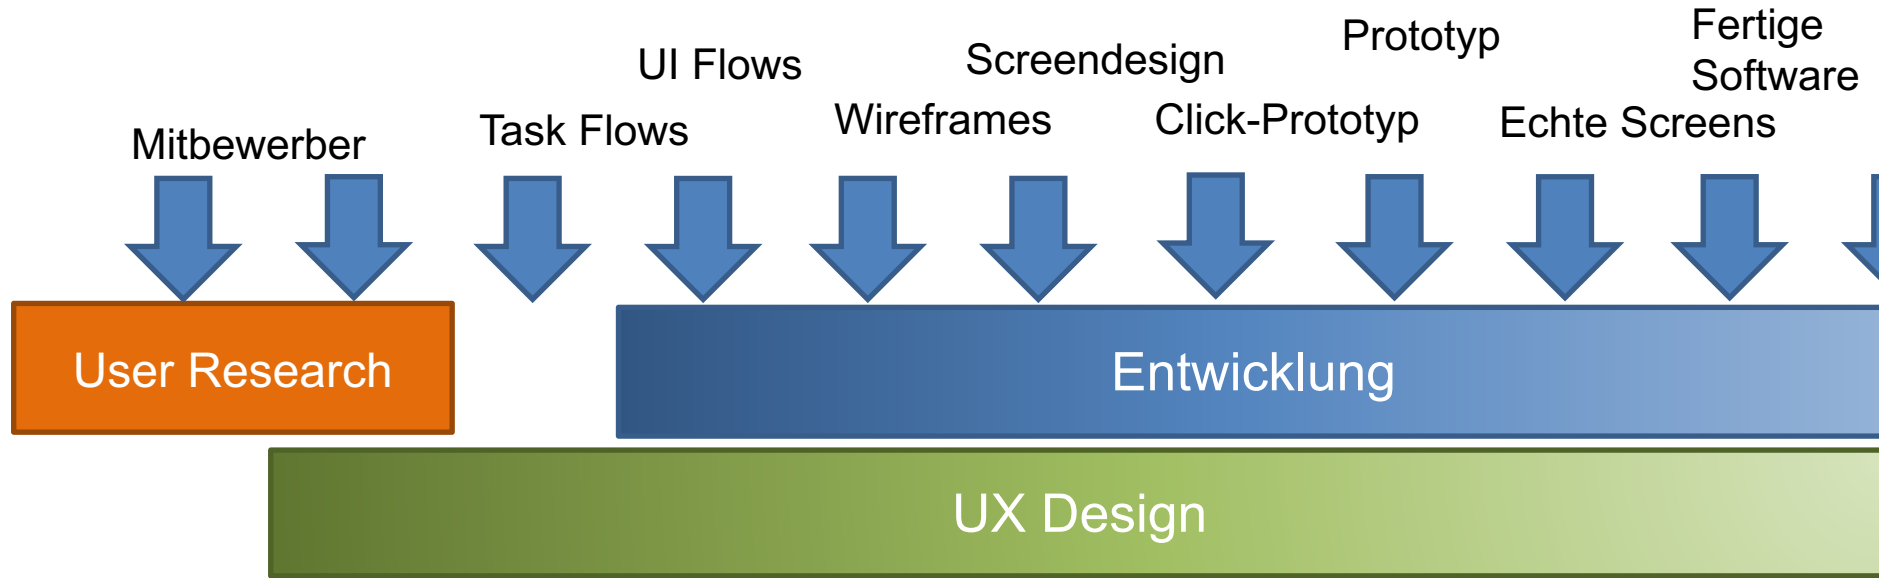 Mitbewerber
Task Flows
UI Flows
Wireframes
Screendesign
Click-Prototyp
Prototyp
Echte Screens
Fertige
Software
User Research
Entwicklung
UX Design